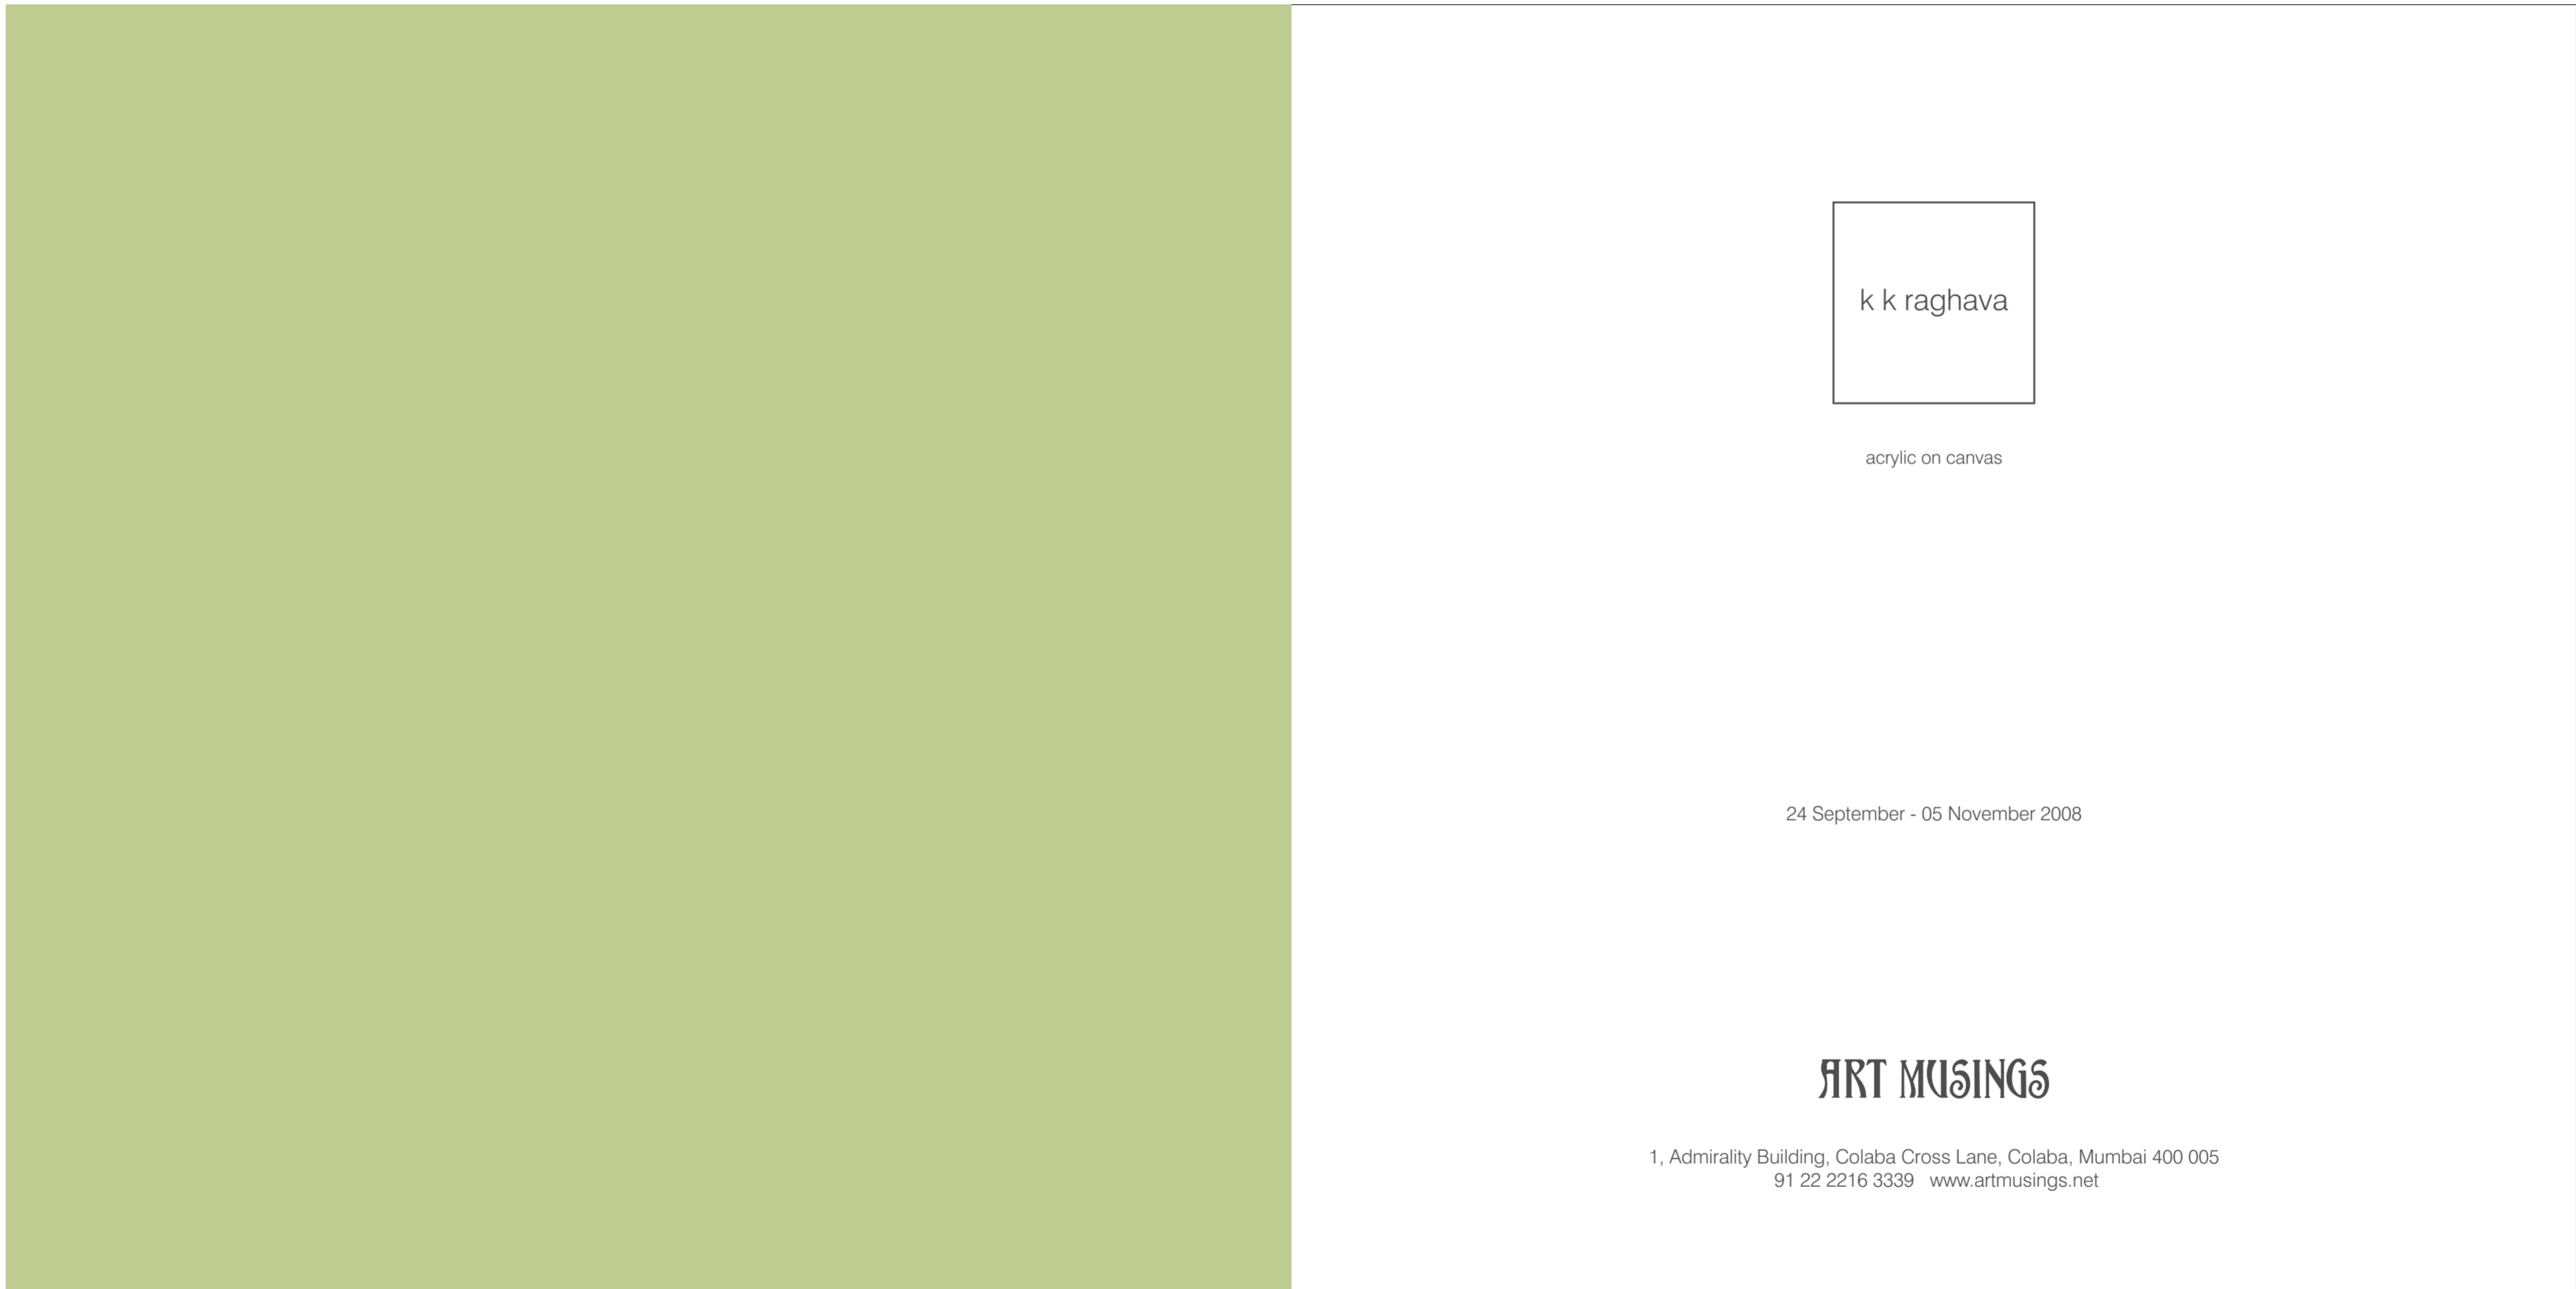 k k raghava
acrylic on canvas
24 September - 05 November 2008
ART MUSINGS
1, Admirality Building, Colaba Cross Lane, Colaba, Mumbai 400 005
91 22 2216 3339 www.artmusings.net